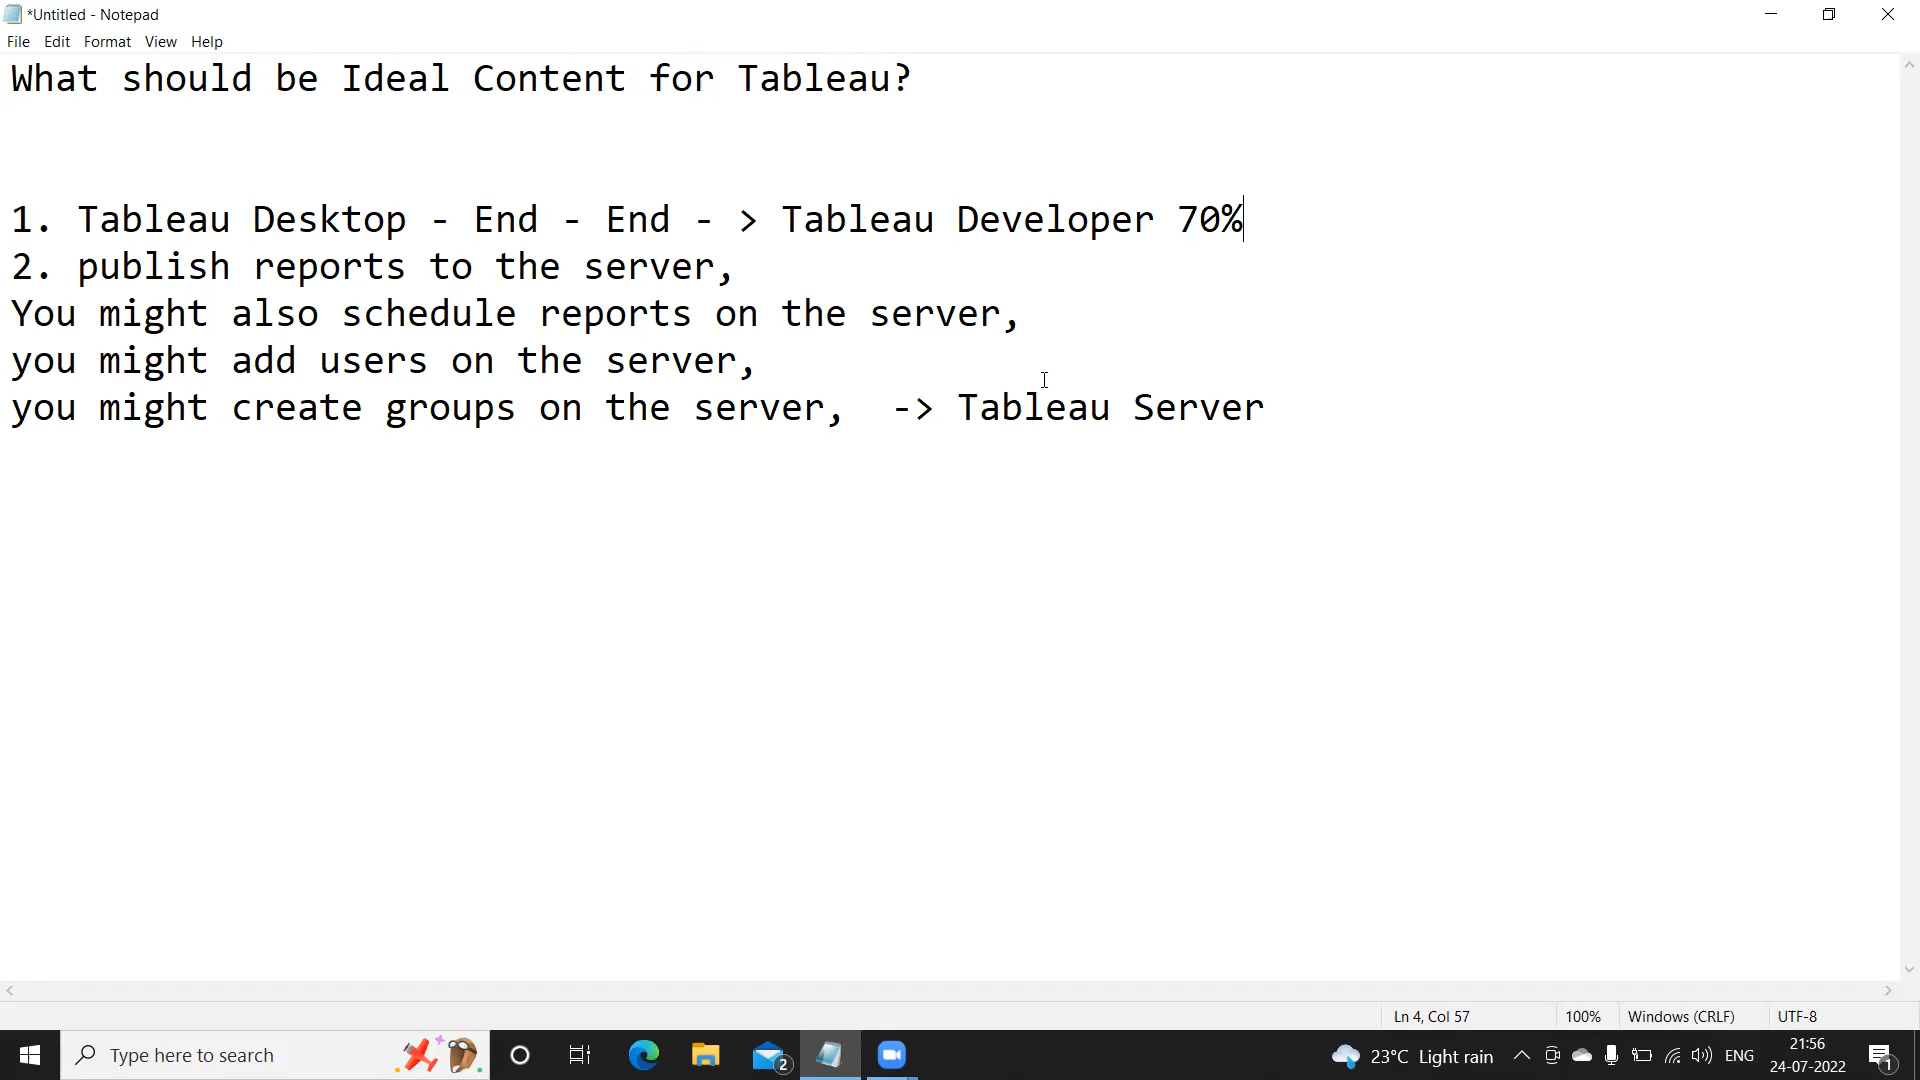 *Untitled - Notepad
File Edit Format View Help
What should be Ideal Content for Tableau?
1. Tableau Desktop - End - End - > Tableau Developer 70%
2. publish reports to the server,
You might also schedule reports on the server,
you might add users on the server,
you might create groups on the server,  -> Tableau Server
Ln 4, Col 57 100% Windows (CRLF) UTF-8
Type here to search 2 23°C Light rain ENG 21:56 1
24-07-2022